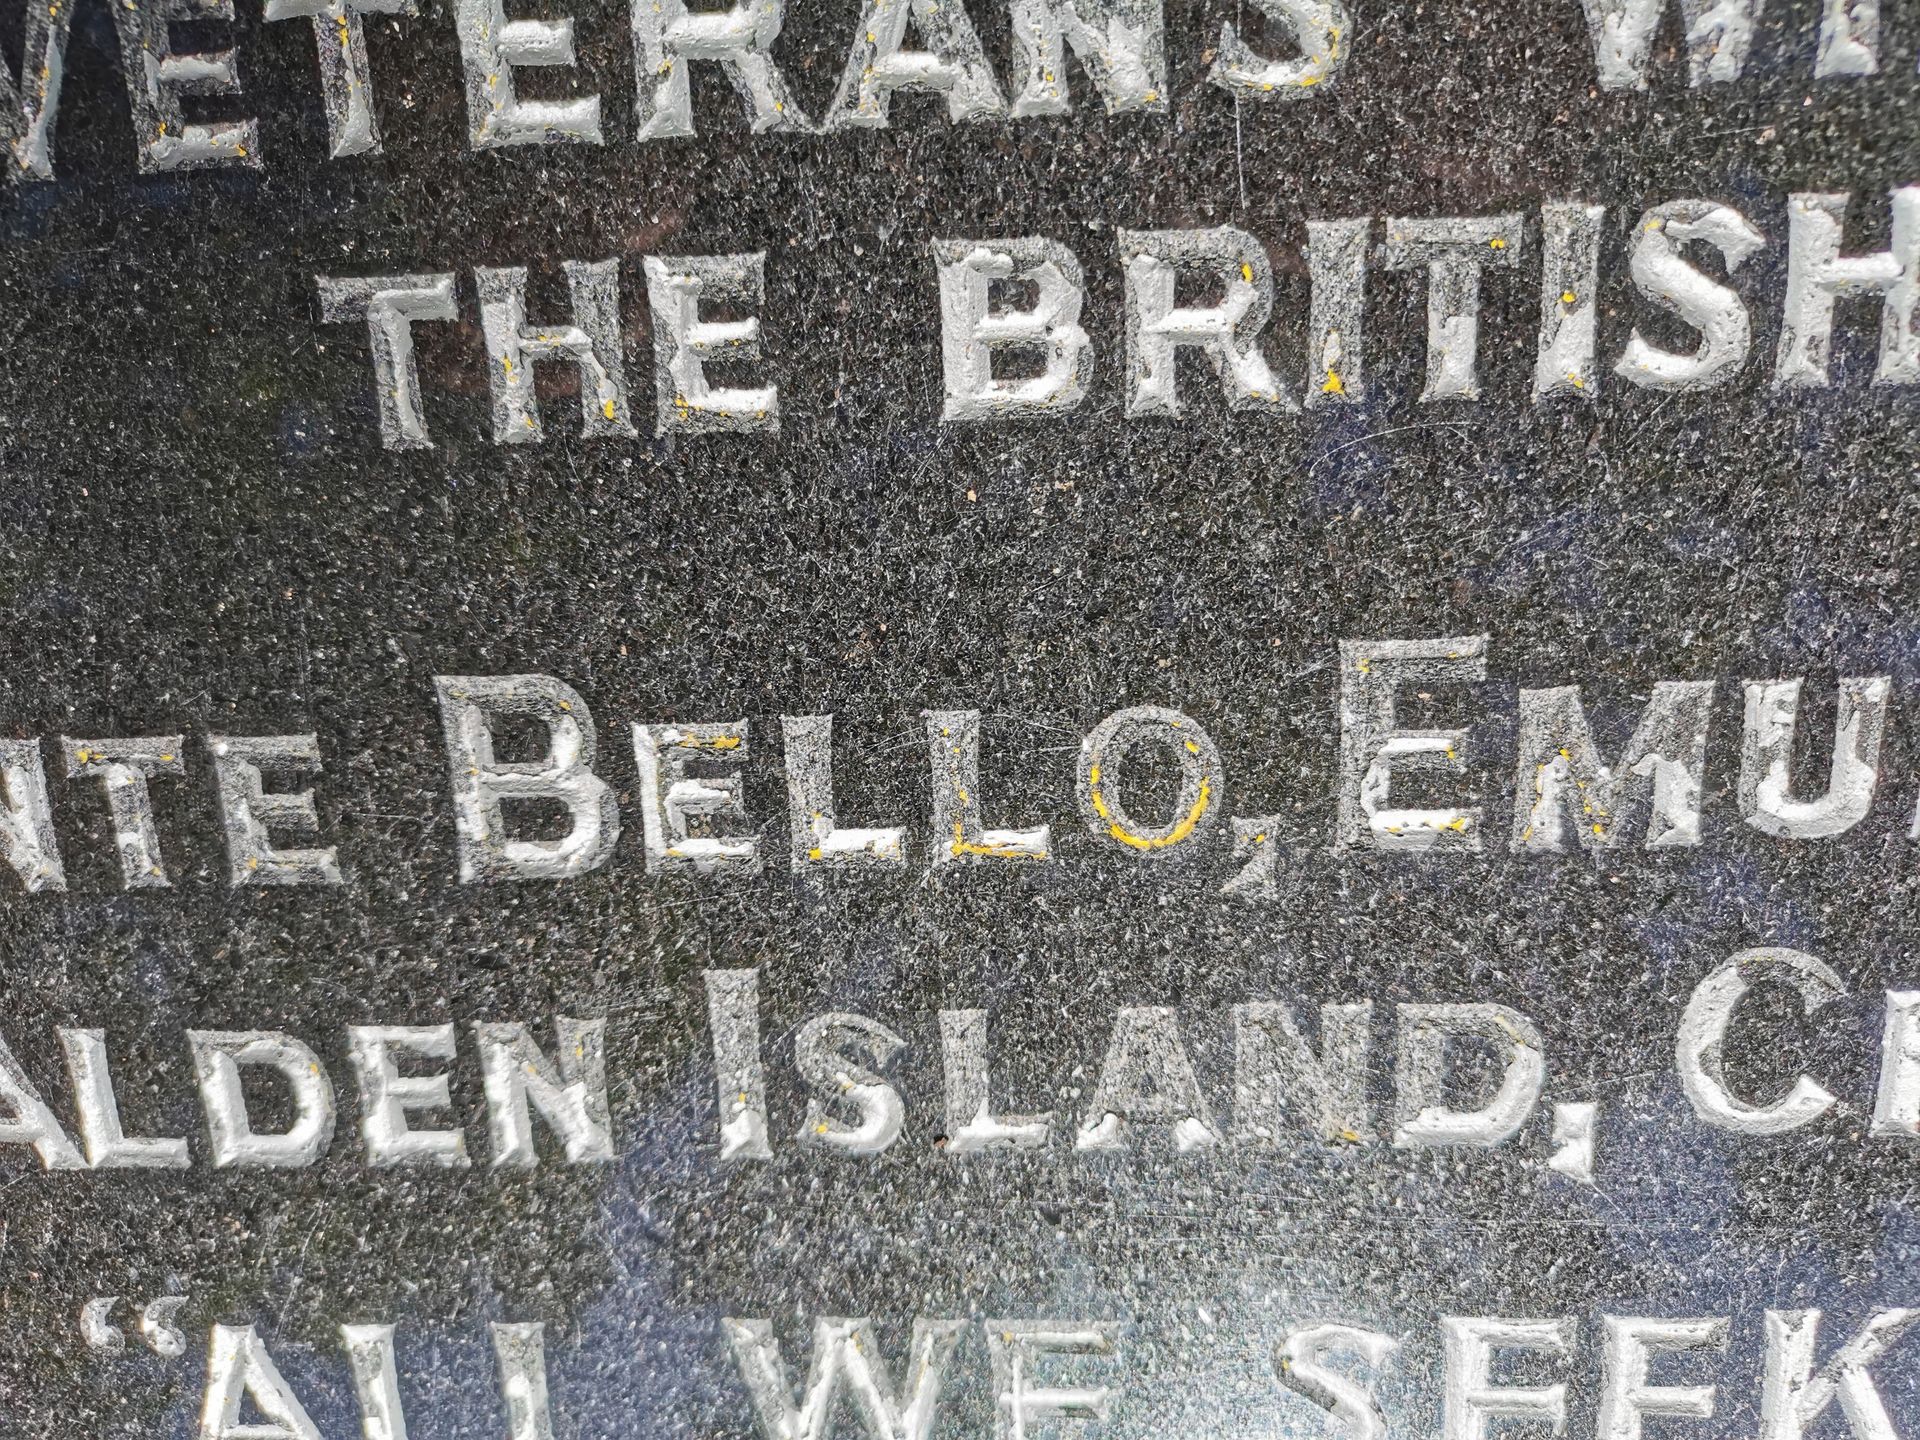 VETERANS
THE BRITISH
NTE BELLO, EMU
ALDEN ISLAND, C
"ALL WE SEEK